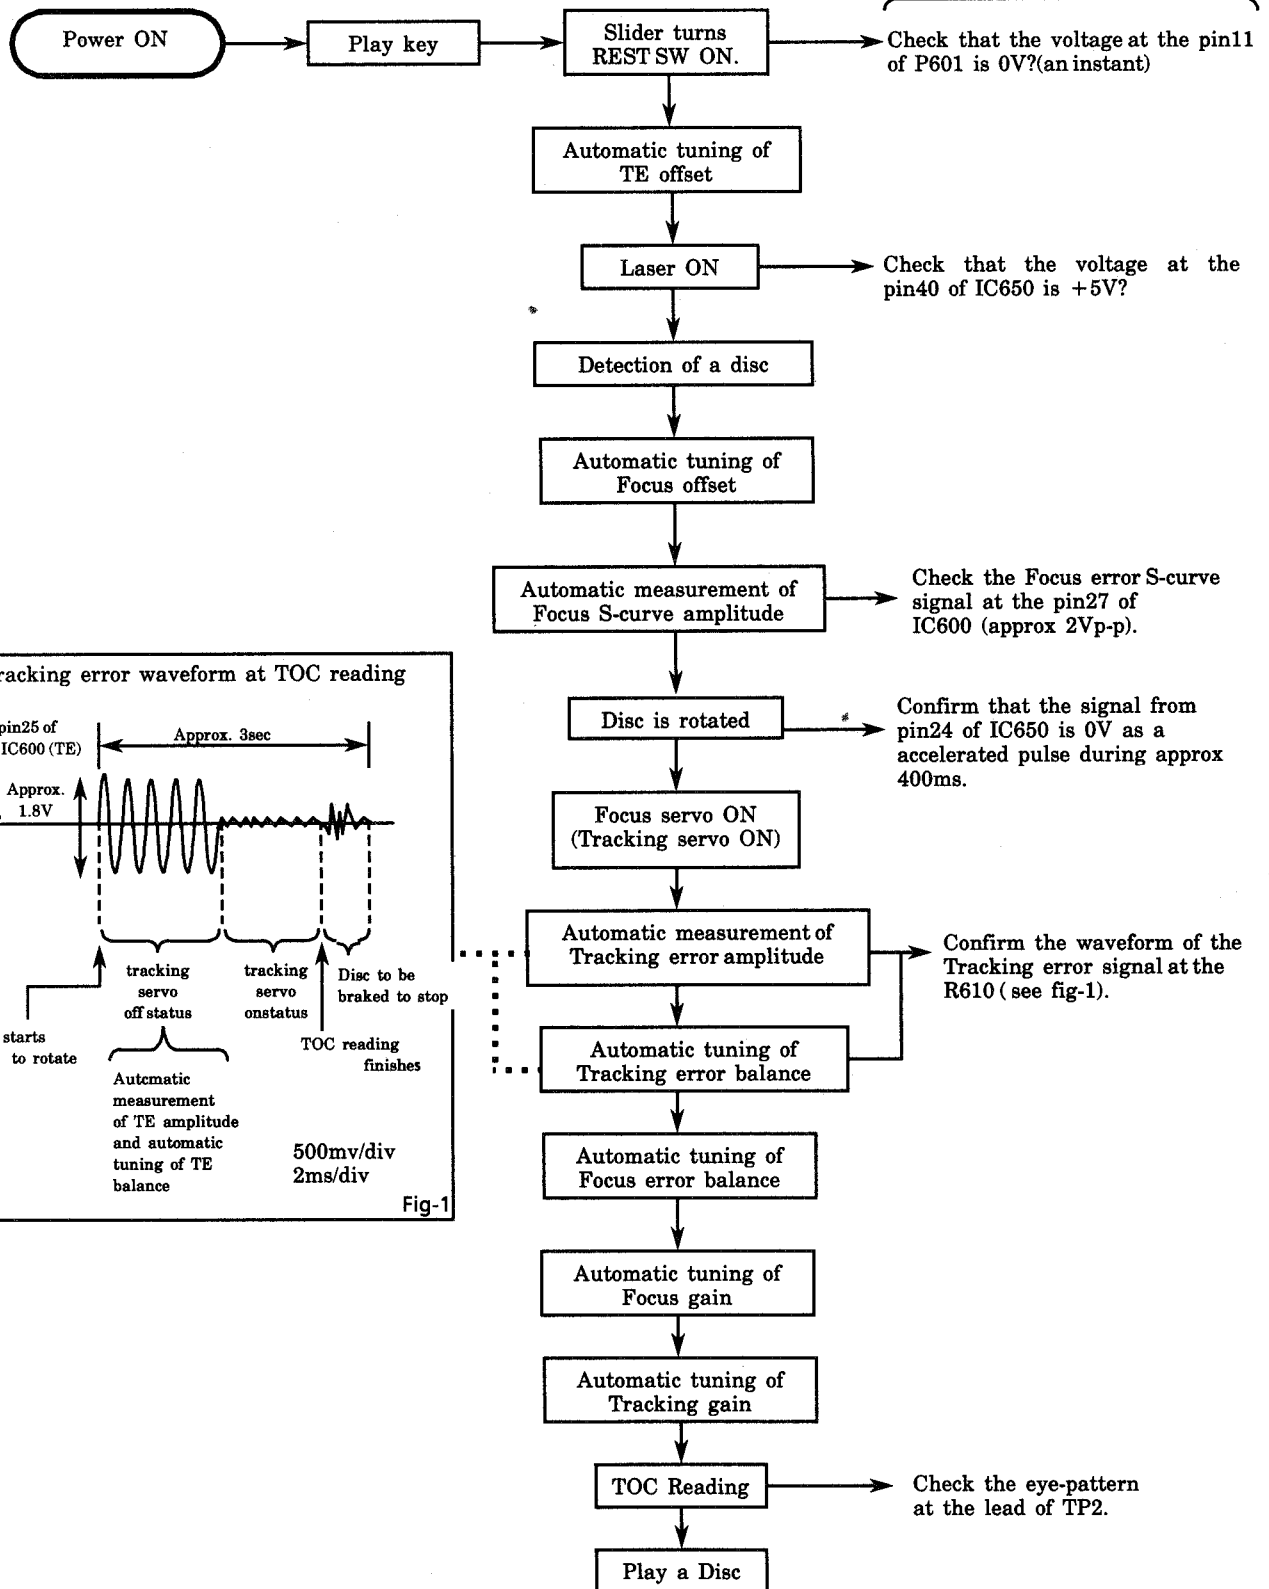 Power ON
Play key
Slider turns
REST SW ON.
Check that the voltage at the pin11
of P601 is 0V?(an instant)
Automatic tuning of
TE offset
Laser ON
Check that the voltage at the
pin40 of IC650 is +5V?
Detection of a disc
Automatic tuning of
Focus offset
Automatic measurement of
Focus S-curve amplitude
Check the Focus error S-curve
signal at the pin27 of
IC600 (approx 2Vp-p).
Disc is rotated
Confirm that the signal from
pin24 of IC650 is 0V as a
accelerated pulse during approx
400ms.
Focus servo ON
(Tracking servo ON)
Automatic measurement of
Tracking error amplitude
Confirm the waveform of the
Tracking error signal at the
R610 ( see fig-1).
Automatic tuning of
Tracking error balance
Automatic tuning of
Focus error balance
Automatic tuning of
Focus gain
Automatic tuning of
Tracking gain
TOC Reading
Check the eye-pattern
at the lead of TP2.
Play a Disc
racking error waveform at TOC reading
pin25 of
IC600 (TE)
Approx. 3sec
Approx.
1.8V
tracking
servo
off status
tracking
servo
onstatus
Disc to be
braked to stop
starts
to rotate
TOC reading
finishes
Autcmatic
measurement
of TE amplitude
and automatic
tuning of TE
balance
500mv/div
2ms/div
Fig-1